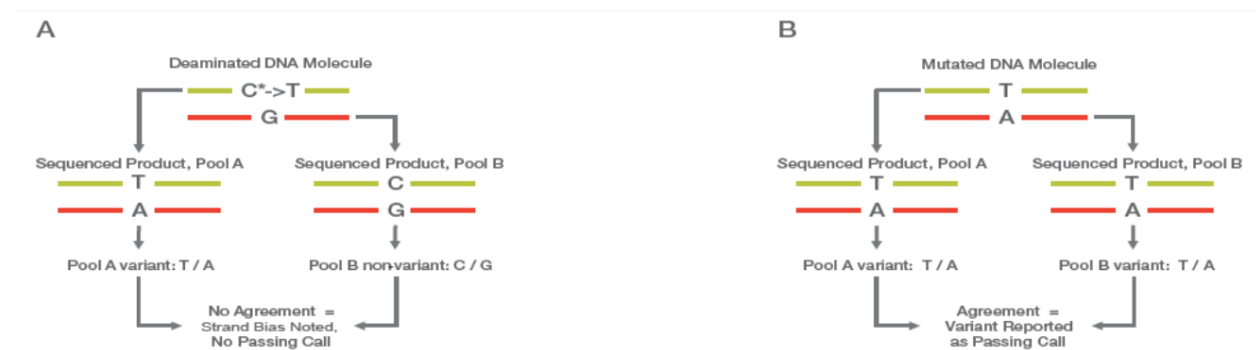 A
Deaminated DNA Molecule
C*->T
G
Sequenced Product, Pool A
T
A
Pool A variant: T / A
Sequenced Product, Pool B
C
G
Pool B non-variant: C / G
No Agreement =
Strand Bias Noted,
No Passing Call
B
Mutated DNA Molecule
T
A
Sequenced Product, Pool A
T
A
Pool A variant: T / A
Sequenced Product, Pool B
T
A
Pool B variant: T / A
Agreement =
Variant Reported
as Passing Call